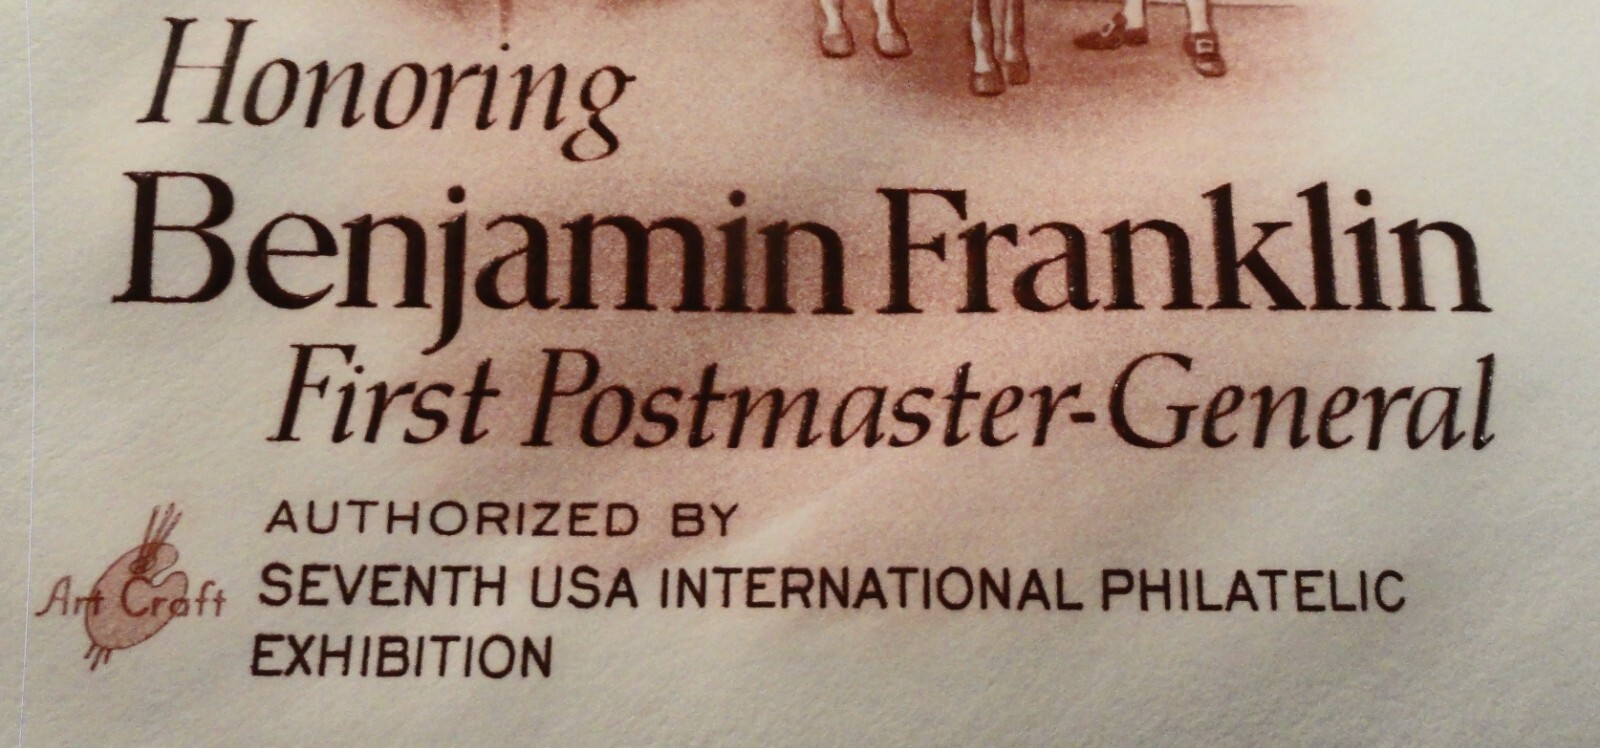 Honoring
Benjamin Franklin
First Postmaster-General
AUTHORIZED BY
SEVENTH USA INTERNATIONAL PHILATELIC
EXHIBITION
Art Craft